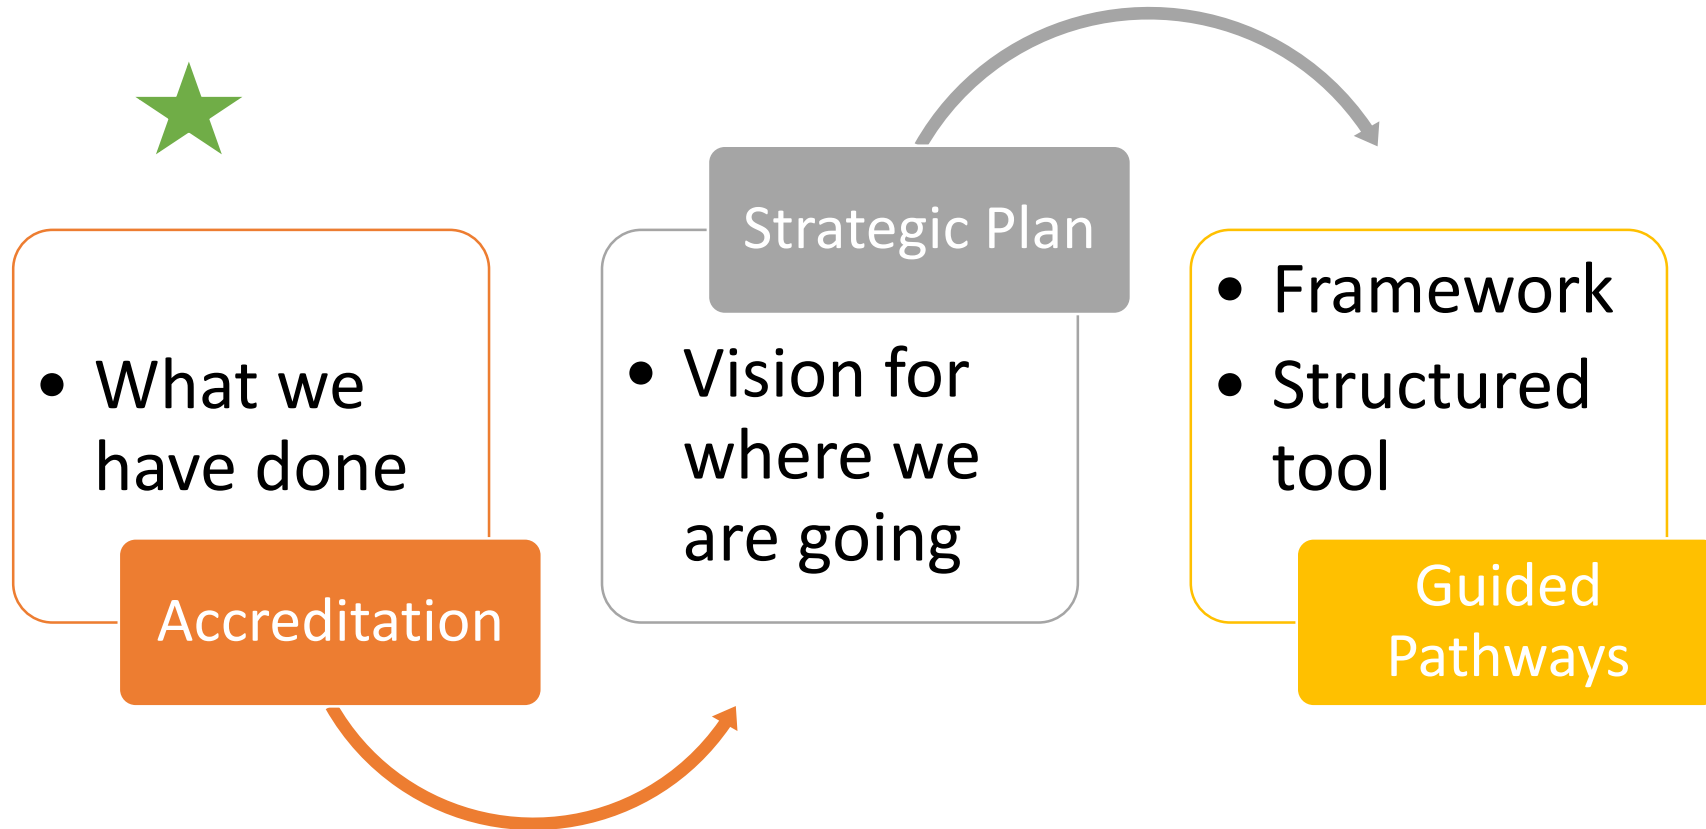 • What we
have done
Accreditation
Strategic Plan
• Vision for
where we
are going
• Framework
• Structured
tool
Guided
Pathways